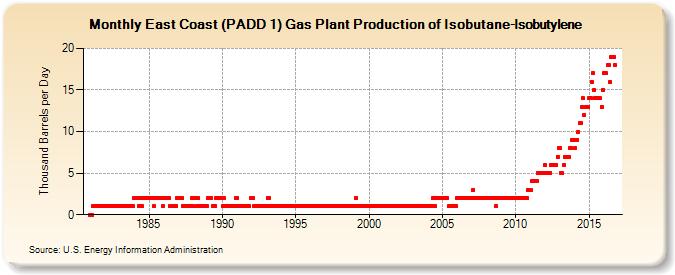 Monthly East Coast (PADD 1) Gas Plant Production of Isobutane-Isobutylene
Thousand Barrels per Day
20
15
10
5
0
1985 1990 1995 2000 2005 2010 2015
Source: U.S. Energy Information Administration